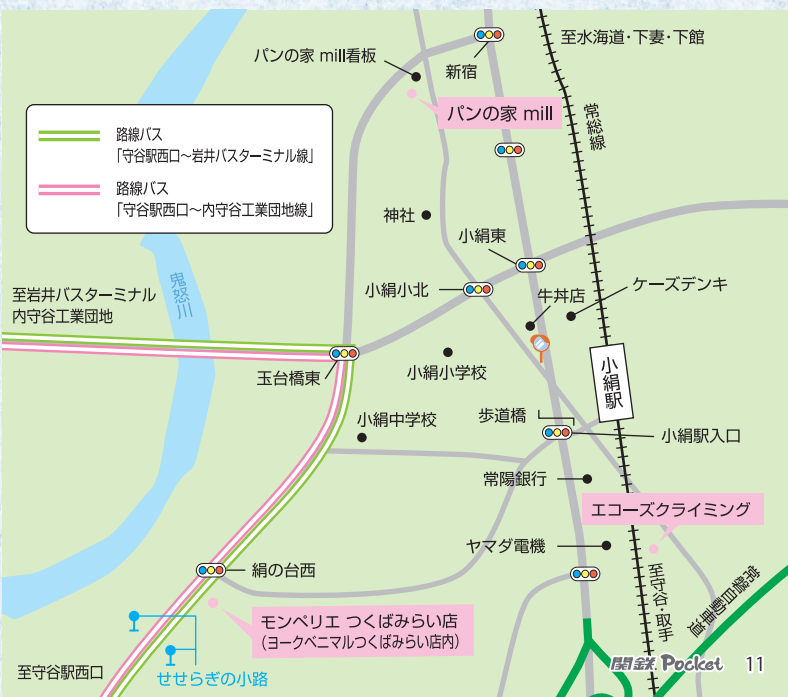 パンの家 mill看板
新宿
至水海道・下妻・下館
パンの家 mill
常総線
路線バス
「守谷駅西口～岩井バスターミナル線」
路線バス
「守谷駅西口～内守谷工業団地線」
神社
小絹東
小絹小北
牛丼店
ケーズデンキ
鬼怒川
至岩井バスターミナル
内守谷工業団地
玉台橋東
小絹小学校
小絹駅
小絹中学校
歩道橋
小絹駅入口
常陽銀行
エコーズクライミング
ヤマダ電機
絹の台西
至守谷・取手
常磐自動車道
モンペリエ つくばみらい店
（ヨークベニマルつくばみらい店内）
至守谷駅西口
せせらぎの小路
関鉄 Pocket 11